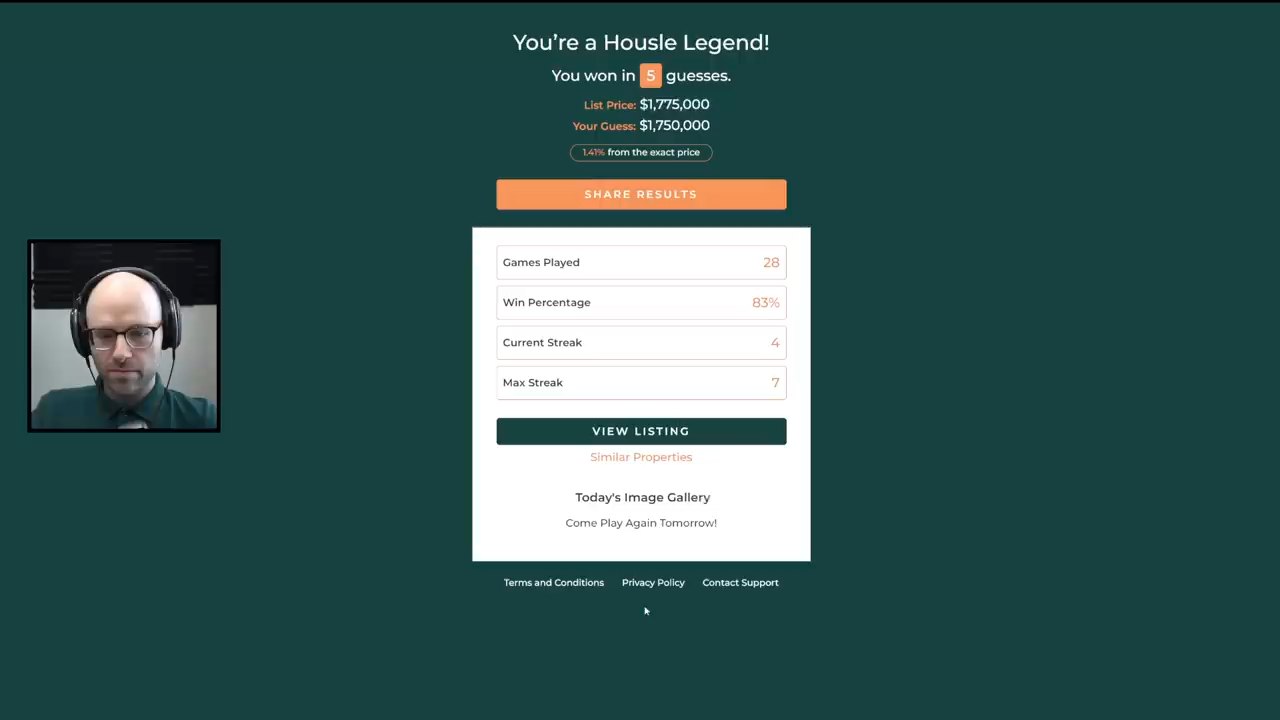 You're a Housle Legend!
You won in 5 guesses.
List Price: $1,775,000
Your Guess: $1,750,000
1.41% from the exact price
SHARE RESULTS
Games Played 28
Win Percentage 83%
Current Streak 4
Max Streak 7
VIEW LISTING
Similar Properties
Today's Image Gallery
Come Play Again Tomorrow!
Terms and Conditions Privacy Policy Contact Support